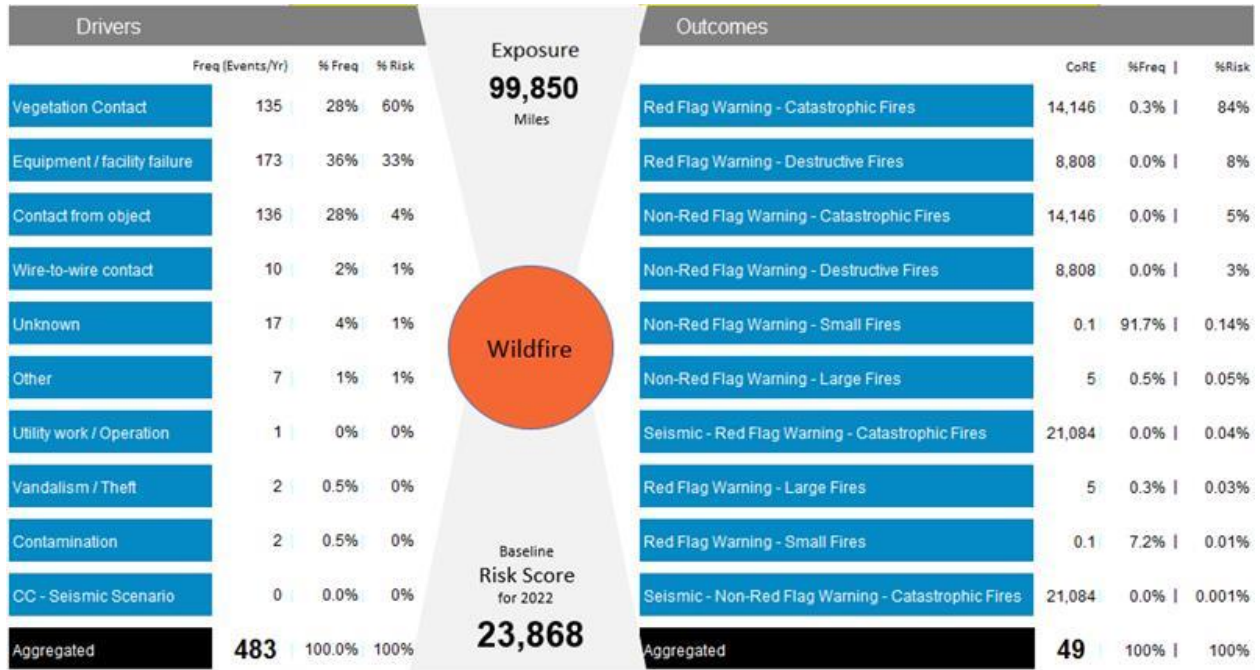 Drivers
Freq (Events/Yr) % Freq % Risk
Vegetation Contact 135 28% 60%
Equipment / facility failure 173 36% 33%
Contact from object 136 28% 4%
Wire-to-wire contact 10 2% 1%
Unknown 17 4% 1%
Other 7 1% 1%
Utility work / Operation 1 0% 0%
Vandalism / Theft 2 0.5% 0%
Contamination 2 0.5% 0%
CC - Seismic Scenario 0 0.0% 0%
Aggregated 483 100.0% 100%
Exposure
99,850
Miles
Wildfire
Baseline
Risk Score
for 2022
23,868
Outcomes
CoRE %Freq | %Risk
Red Flag Warning - Catastrophic Fires 14,146 0.3% | 84%
Red Flag Warning - Destructive Fires 8,808 0.0% | 8%
Non-Red Flag Warning - Catastrophic Fires 14,146 0.0% | 5%
Non-Red Flag Warning - Destructive Fires 8,808 0.0% | 3%
Non-Red Flag Warning - Small Fires 0.1 91.7% | 0.14%
Non-Red Flag Warning - Large Fires 5 0.5% | 0.05%
Seismic - Red Flag Warning - Catastrophic Fires 21,084 0.0% | 0.04%
Red Flag Warning - Large Fires 5 0.3% | 0.03%
Red Flag Warning - Small Fires 0.1 7.2% | 0.01%
Seismic - Non-Red Flag Warning - Catastrophic Fires 21,084 0.0% | 0.001%
Aggregated 49 100% | 100%